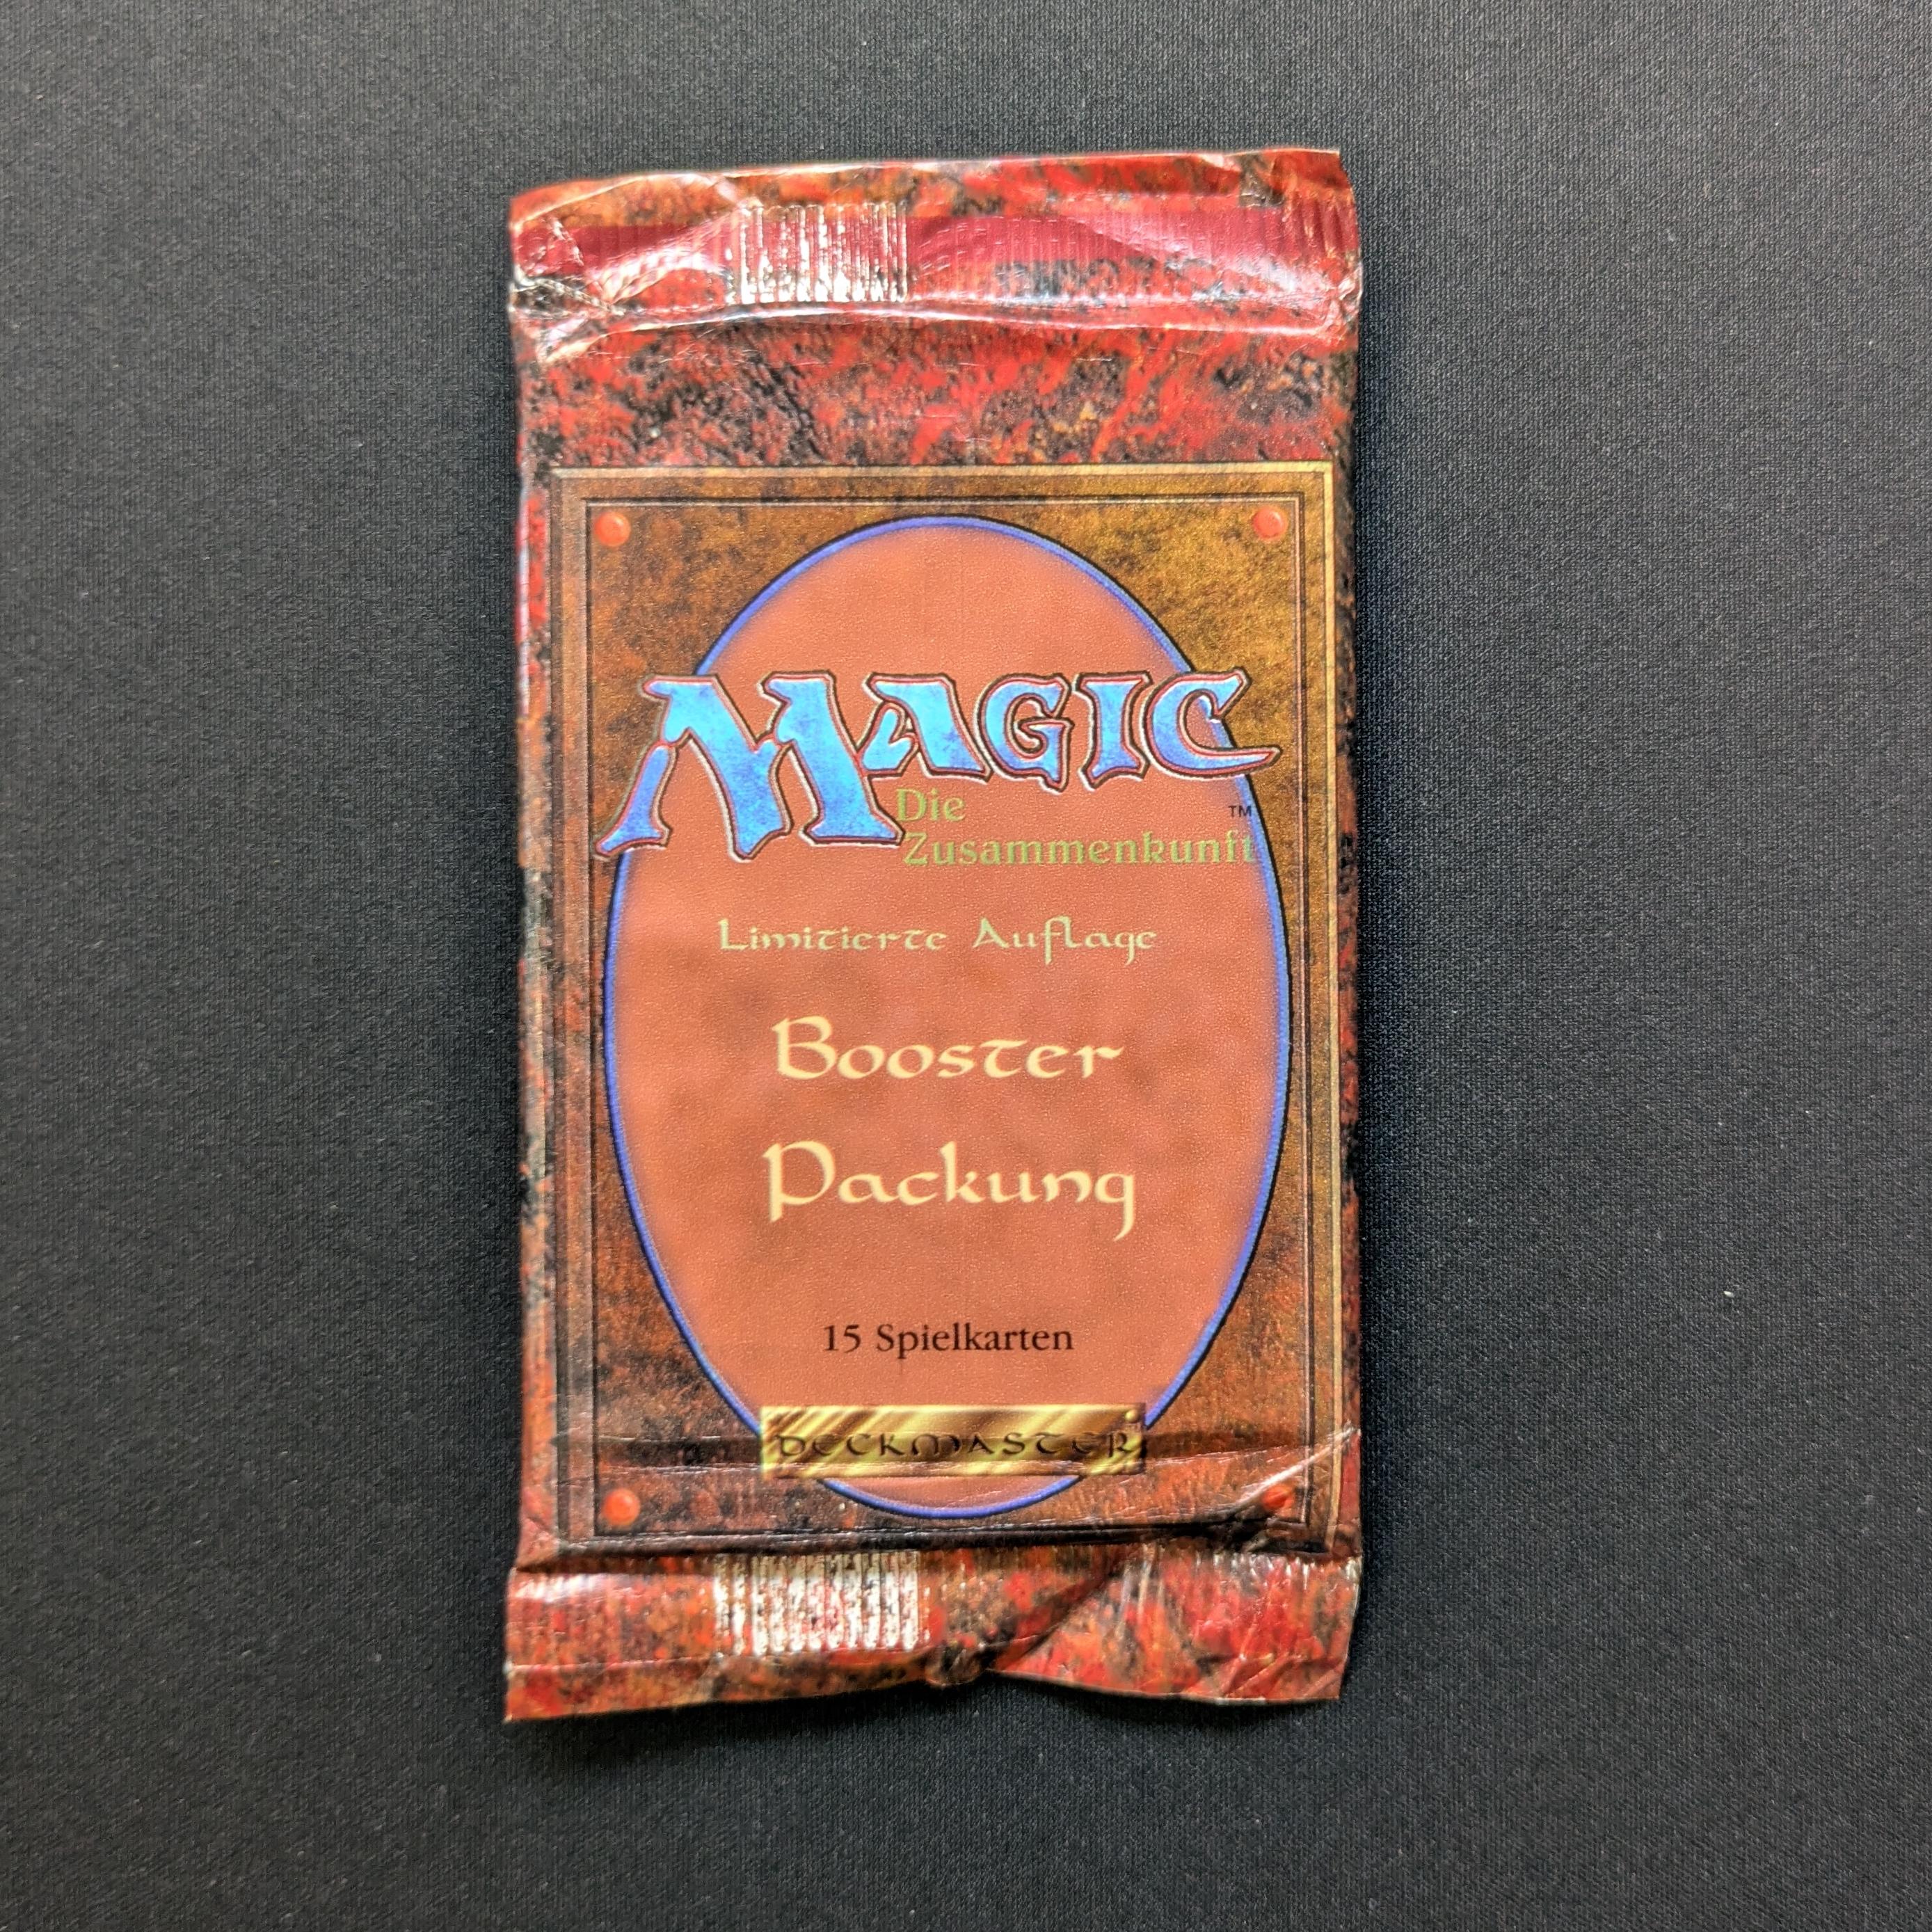 MAGIC
Die
Zusammenkunft
™
Limitierte Auflage
Booster
Packung
15 Spielkarten
DECKMASTER